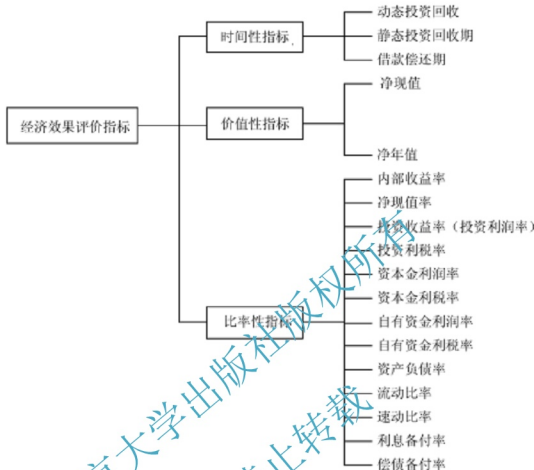 动态投资回收
时间性指标
静态投资回收期
借款偿还期
净现值
经济效果评价指标
价值性指标
净年值
内部收益率
净现值率
投资收益率（投资利润率）
投资利税率
资本金利润率
资本金利税率
比率性指标
自有资金利润率
自有资金利税率
资产负债率
流动比率
速动比率
利息备付率
偿债备付率
大学出版社版权所有
止转载